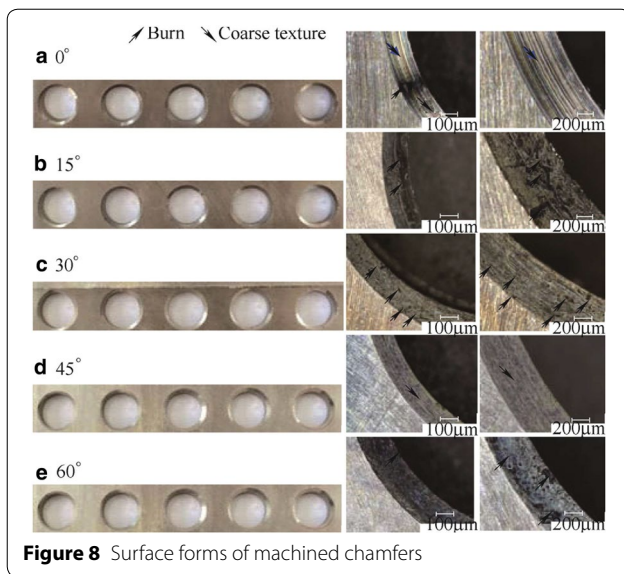 Burn Coarse texture
a 0°
100μm 200μm
b 15°
100μm 200μm
c 30°
100μm 200μm
d 45°
100μm 200μm
e 60°
100μm 200μm
Figure 8 Surface forms of machined chamfers